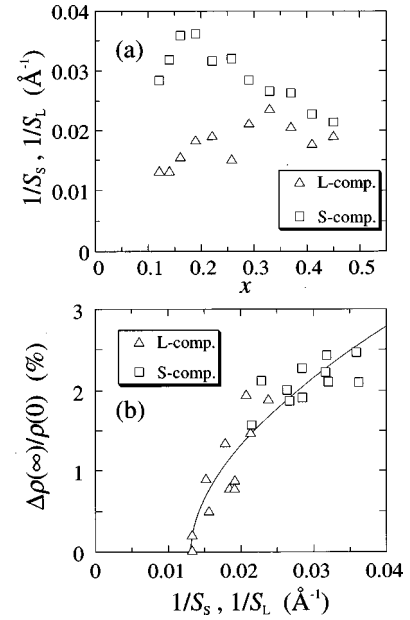 (a)
1/S_S , 1/S_L (Å⁻¹)
0.04
0.03
0.02
0.01
0
△ L-comp.
□ S-comp.
0 0.1 0.2 0.3 0.4 0.5
x
(b)
Δρ(∞)/ρ(0) (%)
3
2
1
0
△ L-comp.
□ S-comp.
0 0.01 0.02 0.03 0.04
1/S_S , 1/S_L (Å⁻¹)